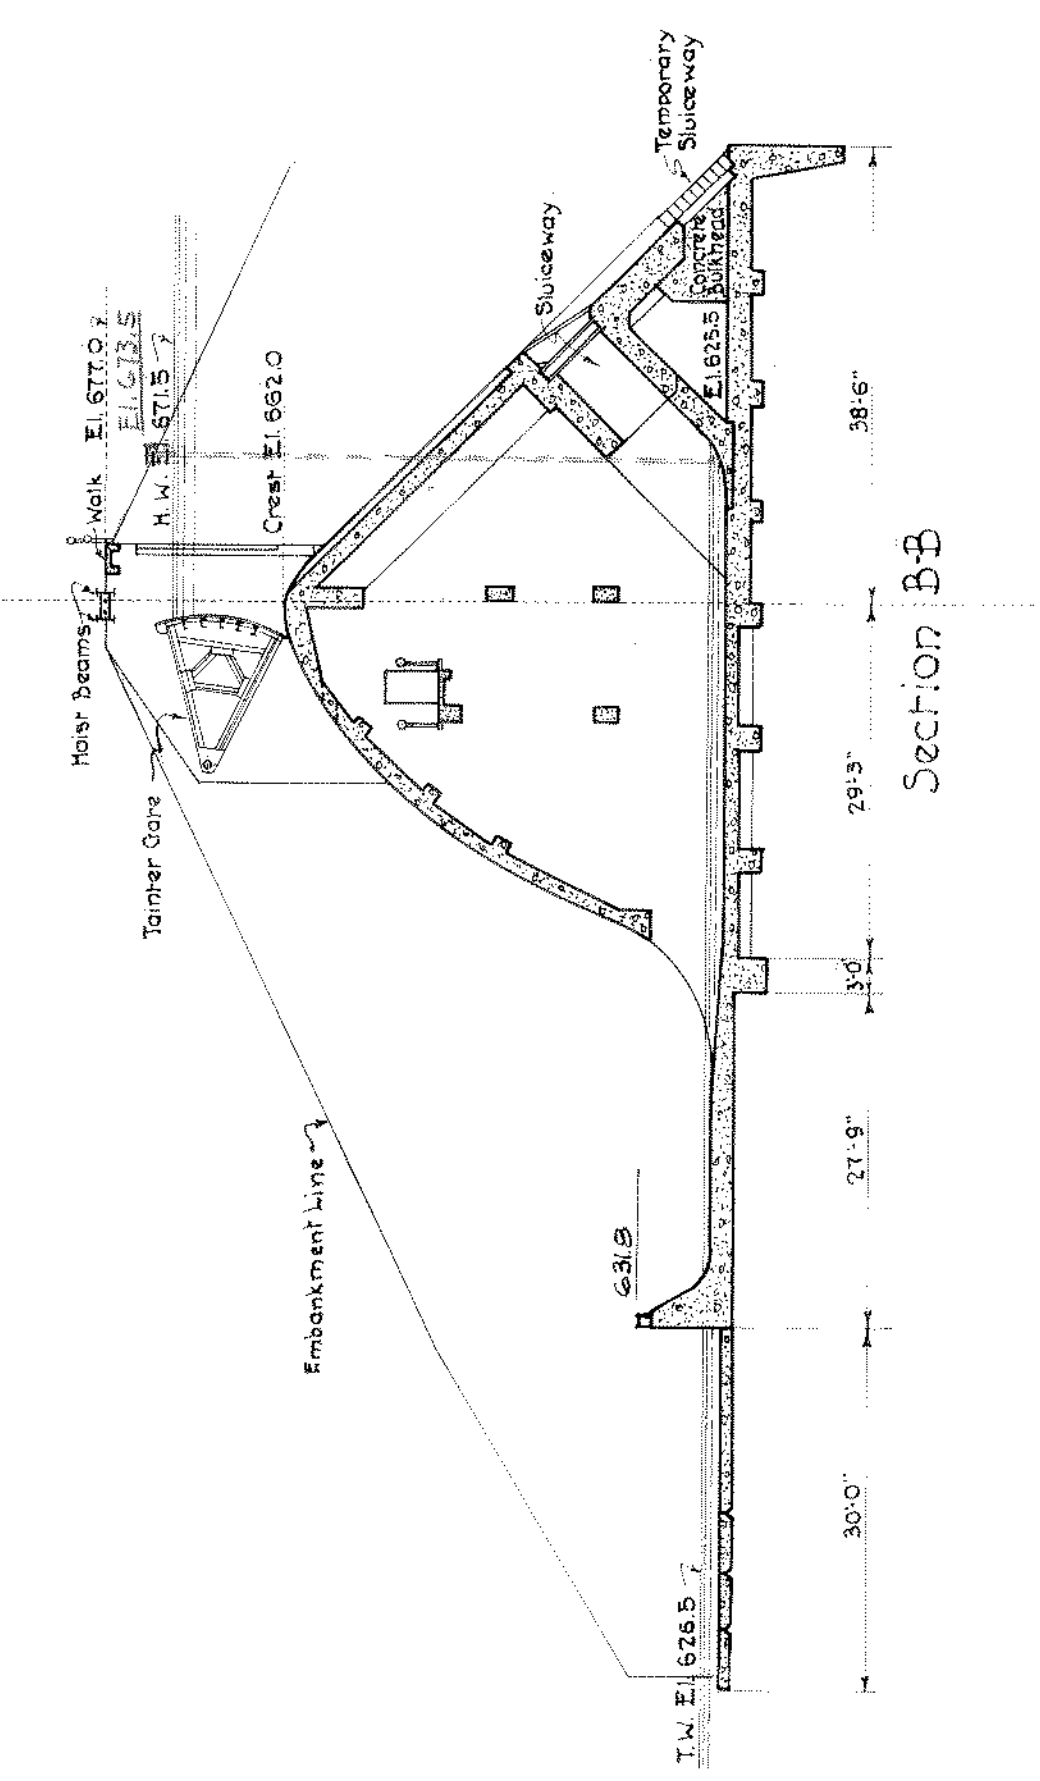 Hoist Beams
Walk El. 677.0
El. 673.5
H.W. El 671.5
Tainter Gate
Crest El. 662.0
Embankment Line
Sluiceway
Temporary
Sluiceway
631.8
T.W. El. 626.5
Concrete
Bulkhead
El. 625.5
30'-0"
27'-9"
3'-0
29'-3"
38'-6"
Section B-B